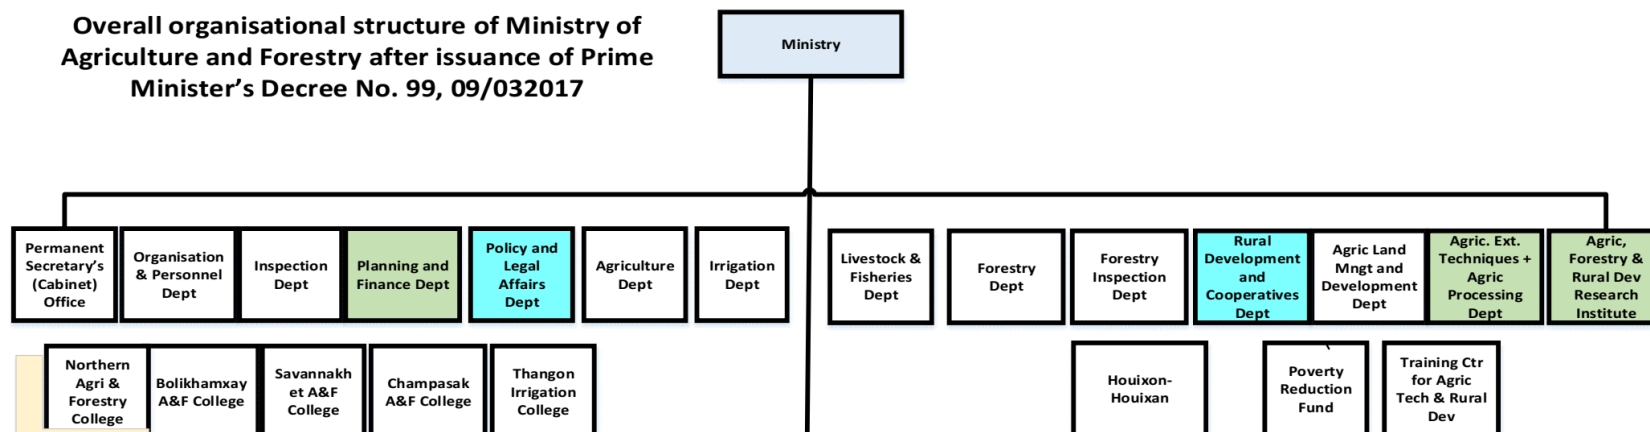 Overall organisational structure of Ministry of
Agriculture and Forestry after issuance of Prime
Minister's Decree No. 99, 09/032017
Ministry
Permanent
Secretary's
(Cabinet)
Office
Organisation
& Personnel
Dept
Inspection
Dept
Planning and
Finance Dept
Policy and
Legal
Affairs
Dept
Agriculture
Dept
Irrigation
Dept
Livestock &
Fisheries
Dept
Forestry
Dept
Forestry
Inspection
Dept
Rural
Development
and
Cooperatives
Dept
Agric Land
Mngt and
Development
Dept
Agric. Ext.
Techniques +
Agric
Processing
Dept
Agric,
Forestry &
Rural Dev
Research
Institute
Northern
Agri &
Forestry
College
Bolikhamxay
A&F College
Savannakh
et A&F
College
Champasak
A&F College
Thangon
Irrigation
College
Houixon-
Houixan
Poverty
Reduction
Fund
Training Ctr
for Agric
Tech & Rural
Dev